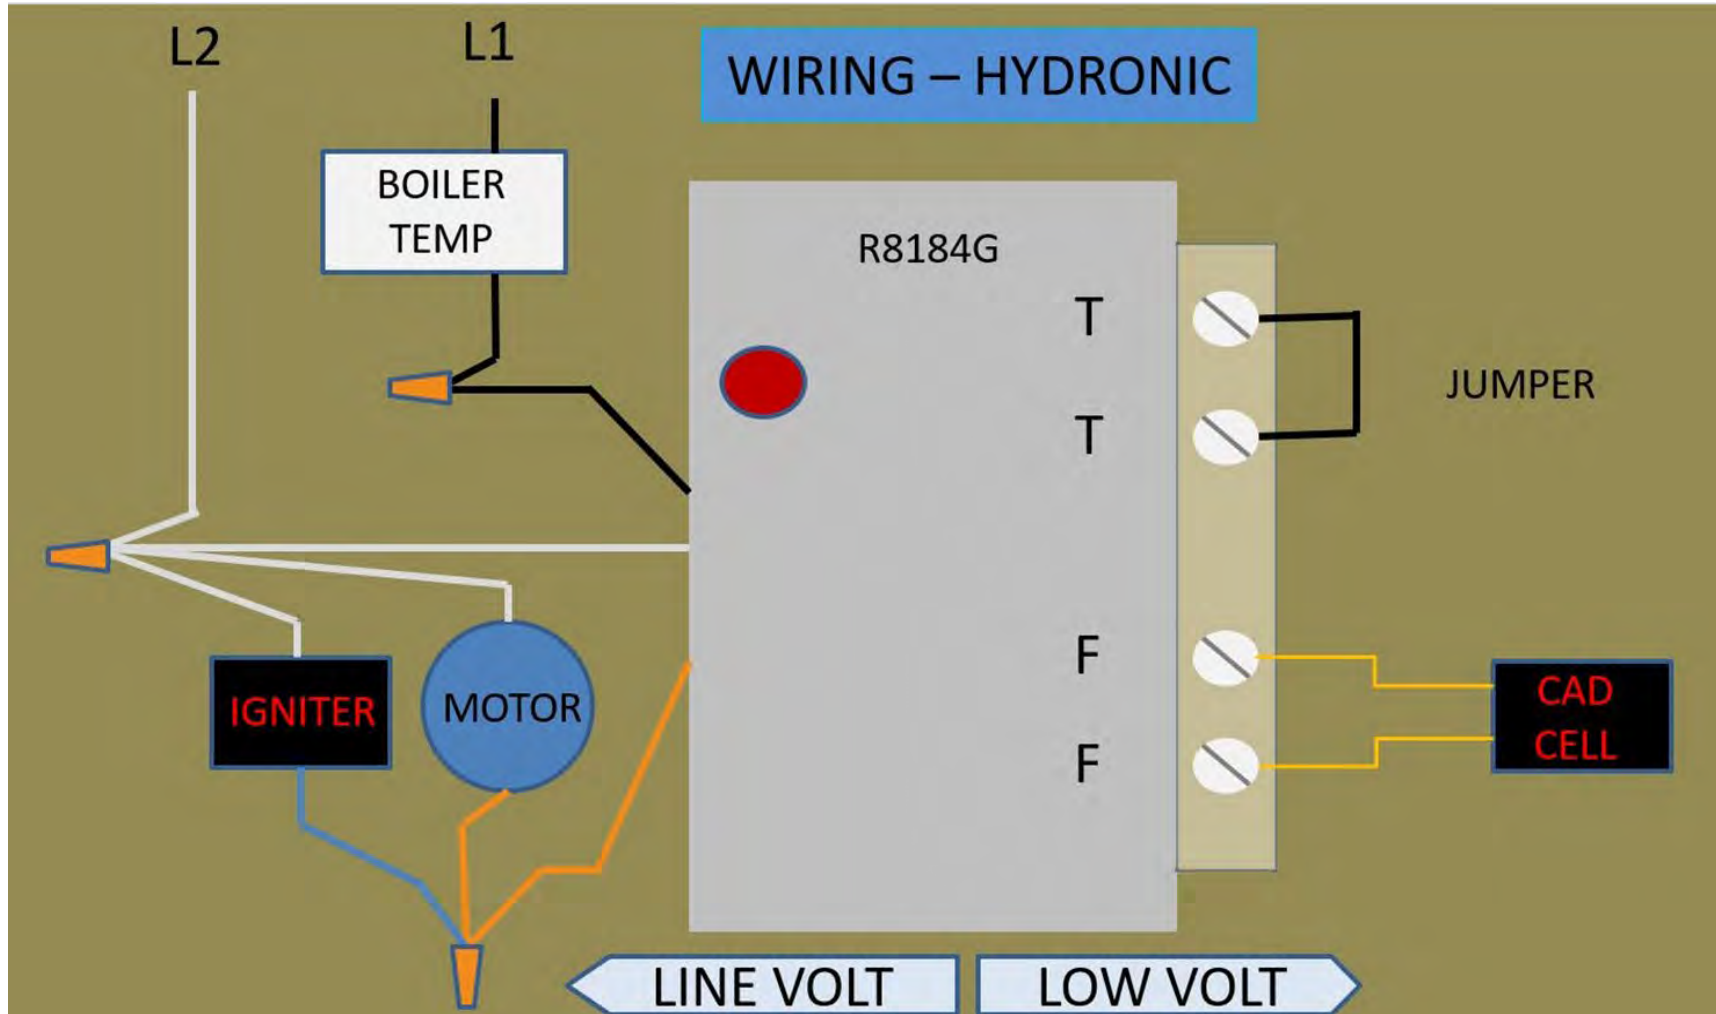 L2
L1
WIRING – HYDRONIC
BOILER
TEMP
R8184G
T
JUMPER
T
F
IGNITER
MOTOR
CAD
CELL
F
LINE VOLT
LOW VOLT